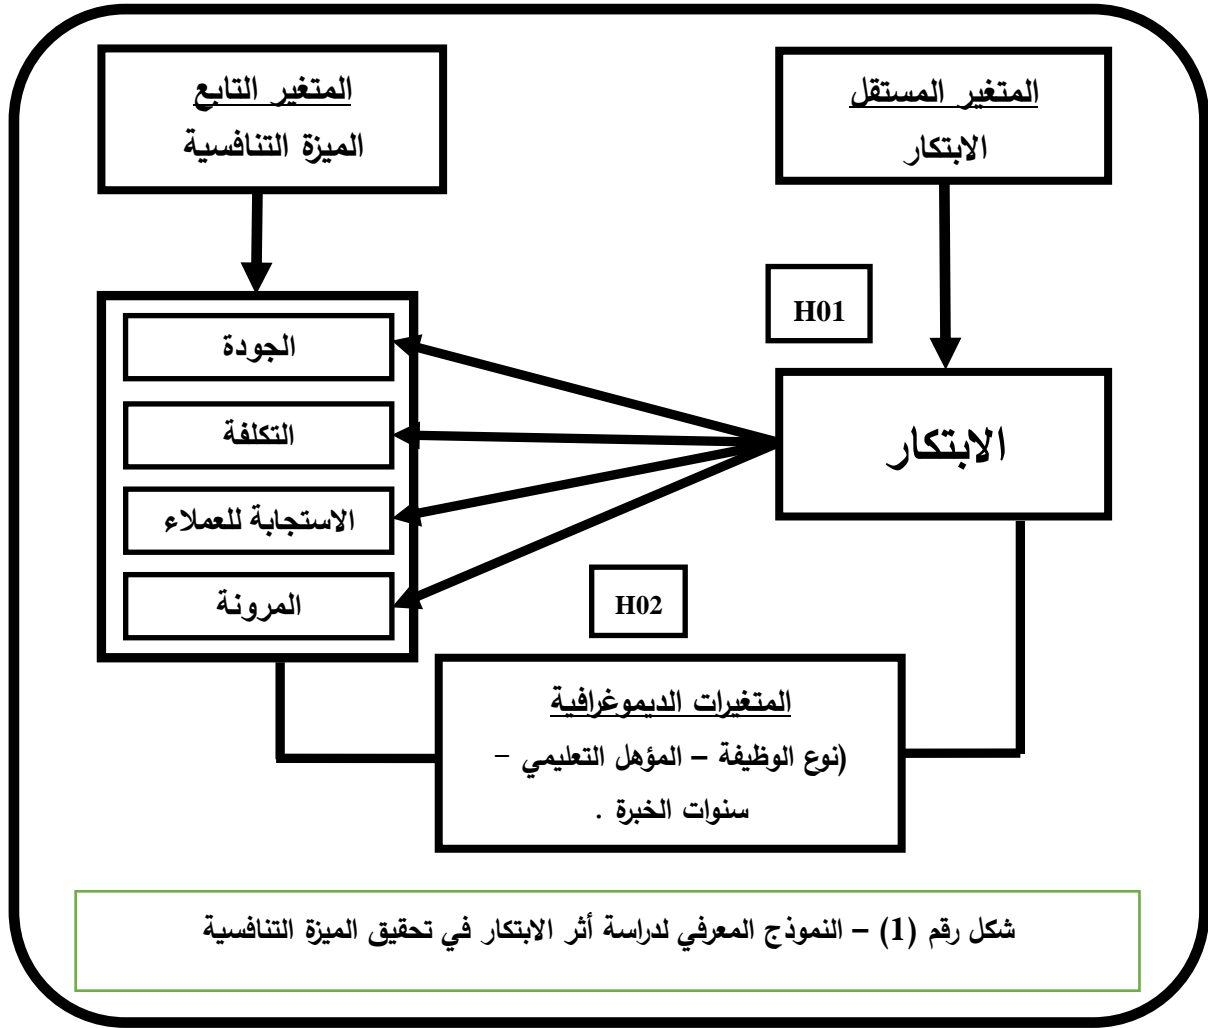 المتغير المستقل
الابتكار
المتغير التابع
الميزة التنافسية
H01
الابتكار
الجودة
التكلفة
الاستجابة للعملاء
المرونة
H02
المتغيرات الديموغرافية
(نوع الوظيفة – المؤهل التعليمي –
سنوات الخبرة .
شكل رقم (1) – النموذج المعرفي لدراسة أثر الابتكار في تحقيق الميزة التنافسية